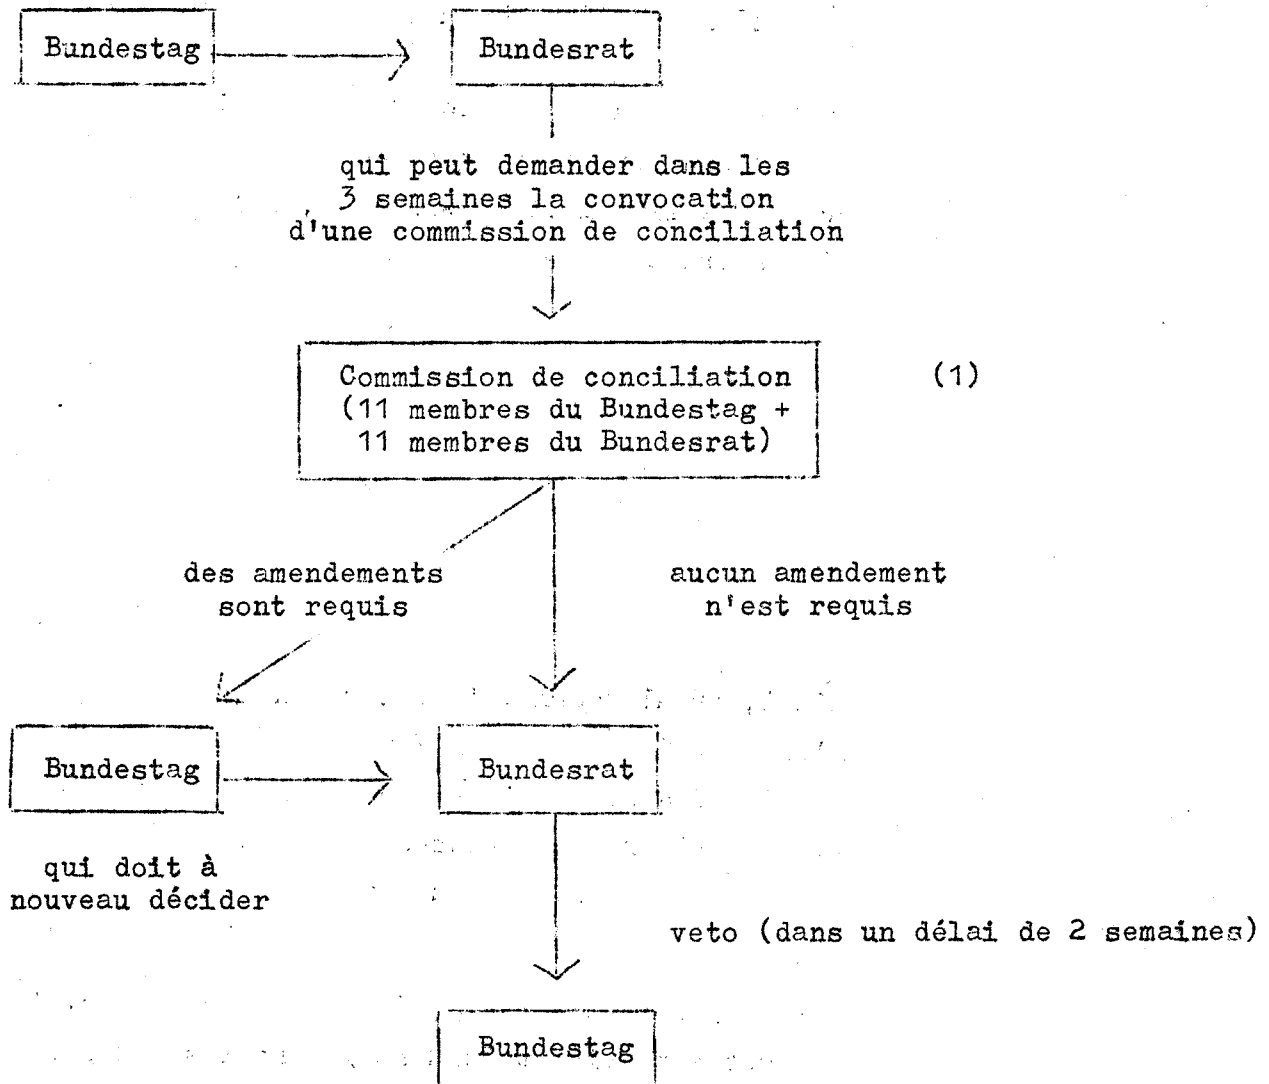 Bundestag
Bundesrat
qui peut demander dans les
3 semaines la convocation
d'une commission de conciliation
Commission de conciliation
(11 membres du Bundestag +
11 membres du Bundesrat)
(1)
des amendements
sont requis
aucun amendement
n'est requis
Bundestag
Bundesrat
qui doit à
nouveau décider
veto (dans un délai de 2 semaines)
Bundestag